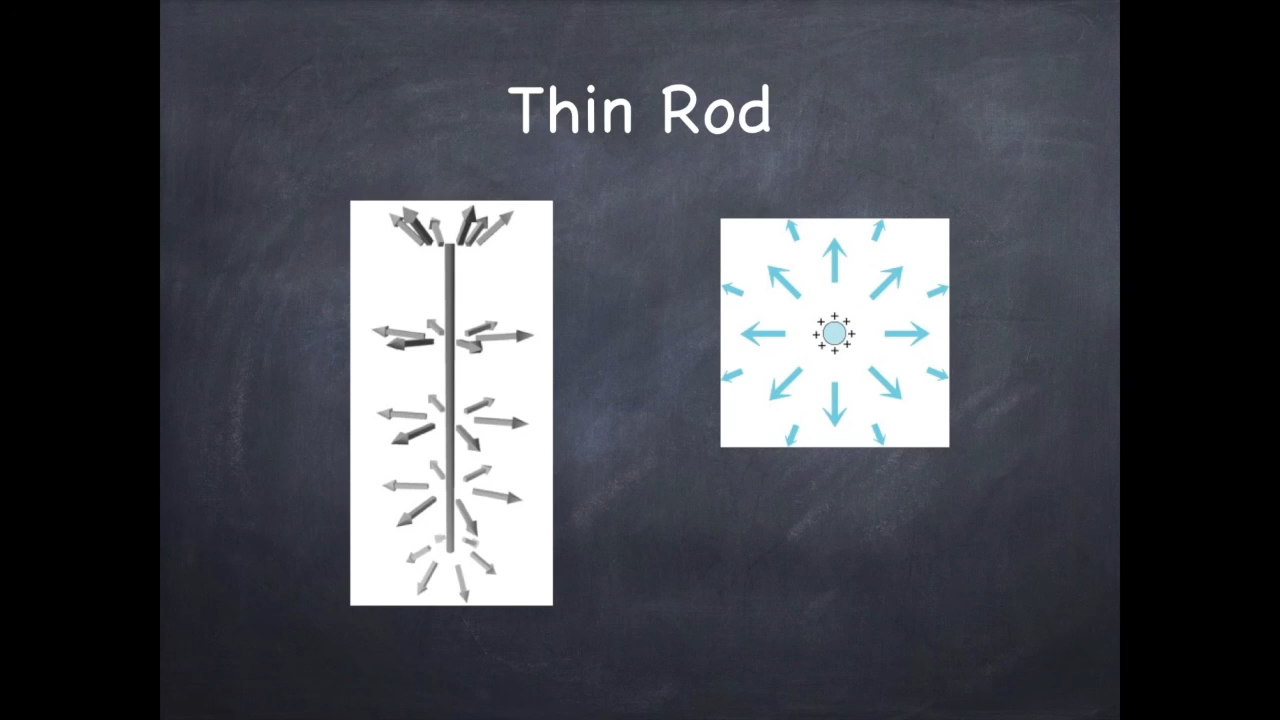 Thin Rod
+ + + + + + + +